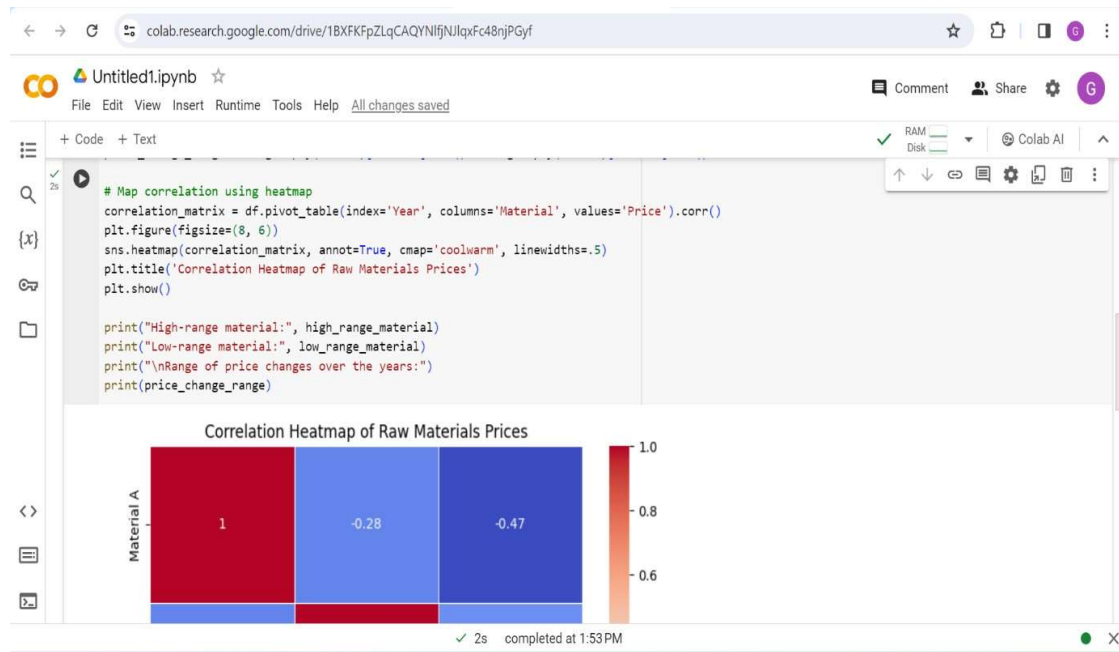 colab.research.google.com/drive/1BXFKFpZLqCAQYNlfjNJlqxFc48njPGyf
G
CO
Untitled1.ipynb
Comment
Share
G
File Edit View Insert Runtime Tools Help All changes saved
+ Code + Text
RAM
Disk
Colab AI
2s
# Map correlation using heatmap
correlation_matrix = df.pivot_table(index='Year', columns='Material', values='Price').corr()
plt.figure(figsize=(8, 6))
sns.heatmap(correlation_matrix, annot=True, cmap='coolwarm', linewidths=.5)
plt.title('Correlation Heatmap of Raw Materials Prices')
plt.show()
print("High-range material:", high_range_material)
print("Low-range material:", low_range_material)
print("\nRange of price changes over the years:")
print(price_change_range)
{x}
Correlation Heatmap of Raw Materials Prices
Material A
1
-0.28
-0.47
1.0
0.8
0.6
2s completed at 1:53 PM